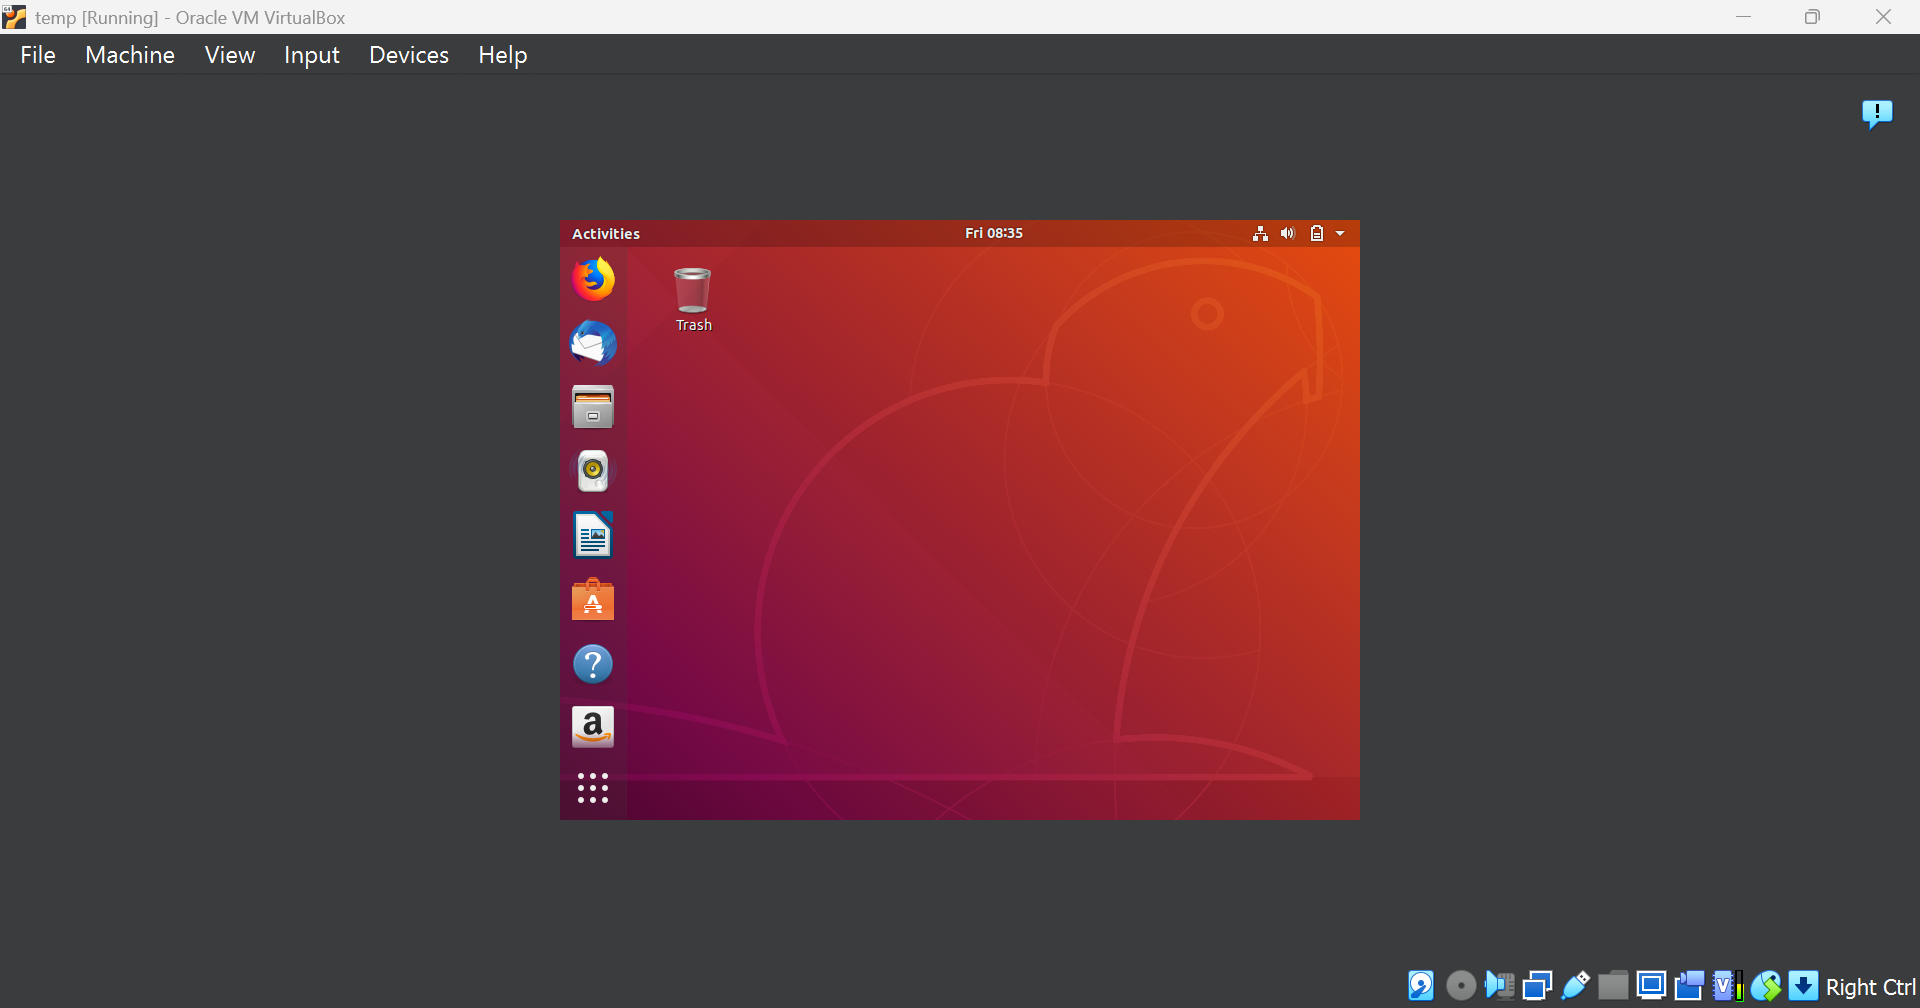 temp [Running] - Oracle VM VirtualBox
File Machine View Input Devices Help
Activities Fri 08:35
Trash
Right Ctrl